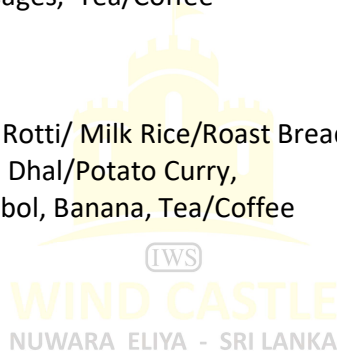 ages, Tea/Coffee
Rotti/ Milk Rice/Roast Bread
Dhal/Potato Curry,
bol, Banana, Tea/Coffee
IWS
WIND CASTLE
NUWARA ELIYA - SRI LANKA